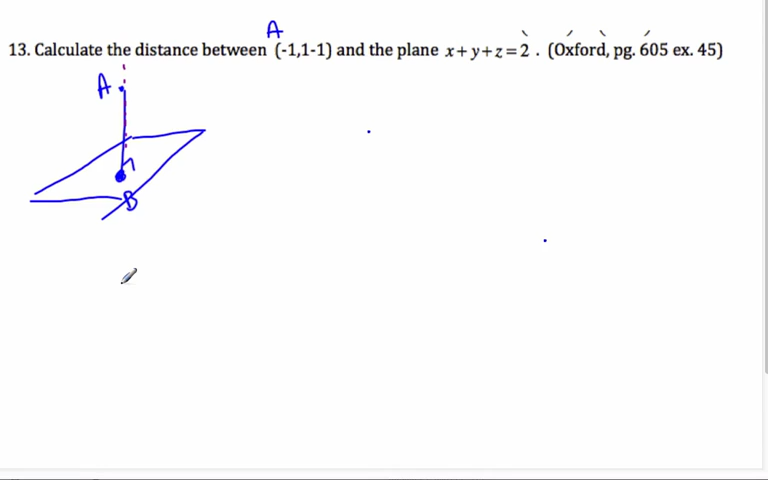 A
13. Calculate the distance between (-1,1-1) and the plane x+y+z=2 . (Oxford, pg. 605 ex. 45)
A
B